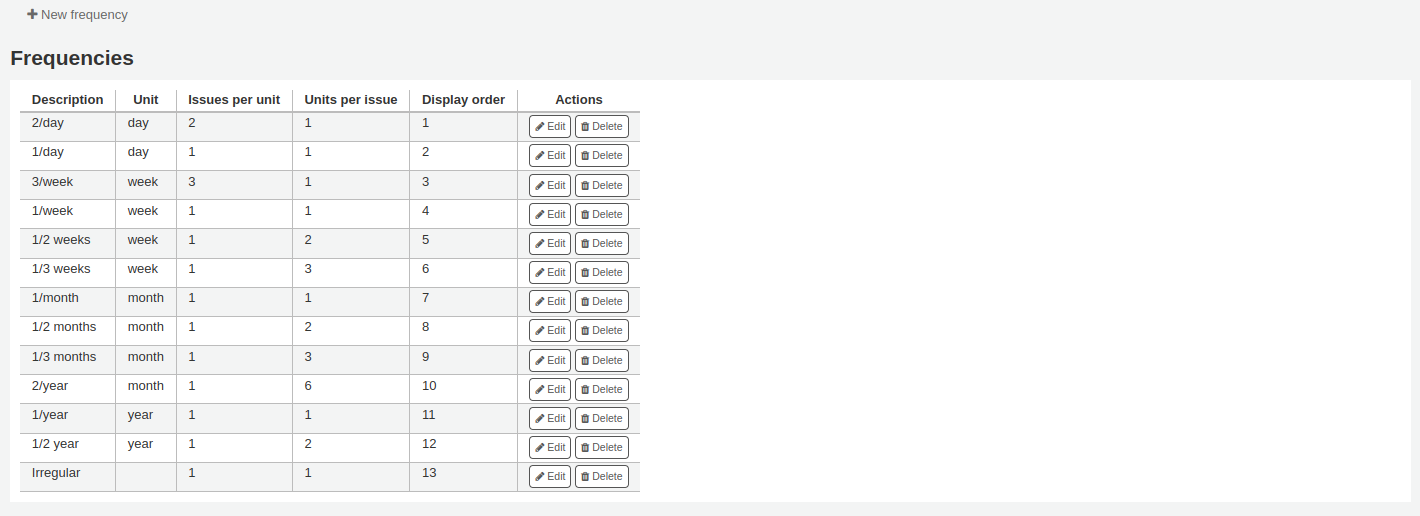 New frequency
Frequencies
Description Unit Issues per unit Units per issue Display order Actions
2/day day 2 1 1 Edit Delete
1/day day 1 1 2 Edit Delete
3/week week 3 1 3 Edit Delete
1/week week 1 1 4 Edit Delete
1/2 weeks week 1 2 5 Edit Delete
1/3 weeks week 1 3 6 Edit Delete
1/month month 1 1 7 Edit Delete
1/2 months month 1 2 8 Edit Delete
1/3 months month 1 3 9 Edit Delete
2/year month 1 6 10 Edit Delete
1/year year 1 1 11 Edit Delete
1/2 year year 1 2 12 Edit Delete
Irregular 1 1 13 Edit Delete